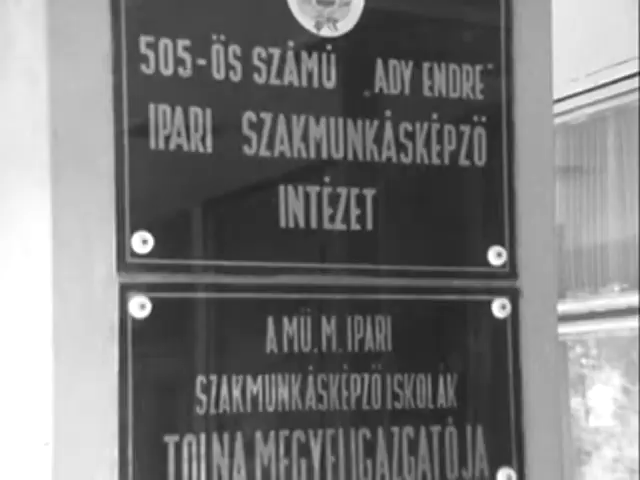 505-ÖS SZÁMÚ „ADY ENDRE"
IPARI SZAKMUNKÁSKÉPZŐ
INTÉZET
A MŰ. M. IPARI
SZAKMUNKÁSKÉPZŐ ISKOLÁK
TOLNA MEGYEI IGAZGATÓJA